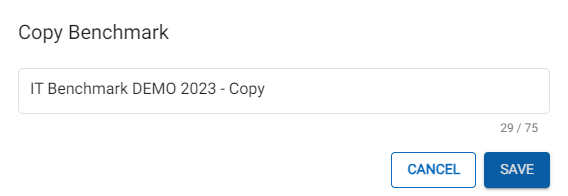 Copy Benchmark
IT Benchmark DEMO 2023 - Copy
29 / 75
CANCEL SAVE